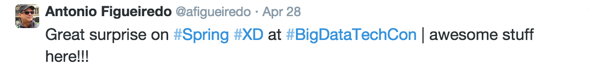 Antonio Figueiredo @afigueiredo · Apr 28
Great surprise on #Spring #XD at #BigDataTechCon | awesome stuff
here!!!